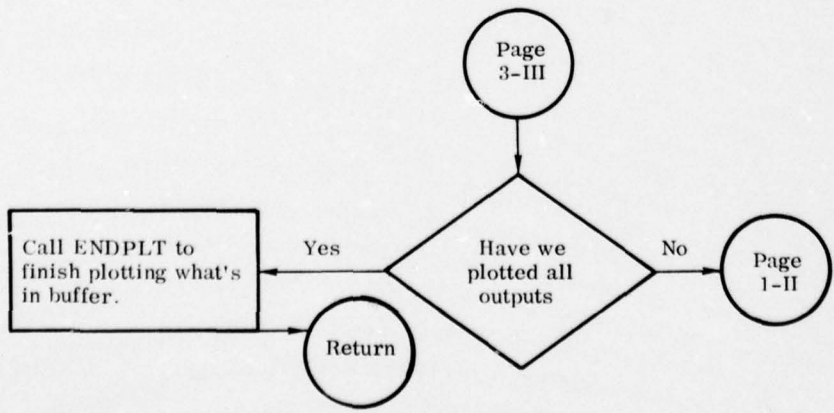 Page
3-III
Call ENDPLT to
finish plotting what's
in buffer.
Yes
Have we
plotted all
outputs
No
Page
1-II
Return